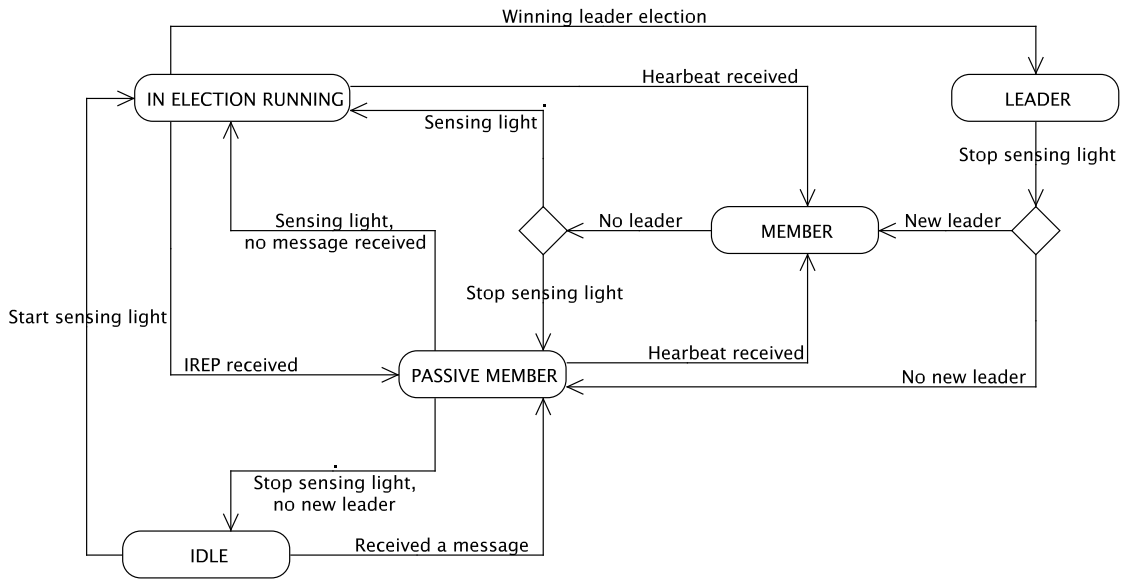 Winning leader election
Hearbeat received
IN ELECTION RUNNING
LEADER
Sensing light
Stop sensing light
Sensing light,
no message received
No leader
MEMBER
New leader
Stop sensing light
Start sensing light
IREP received
PASSIVE MEMBER
Hearbeat received
No new leader
Stop sensing light,
no new leader
IDLE
Received a message